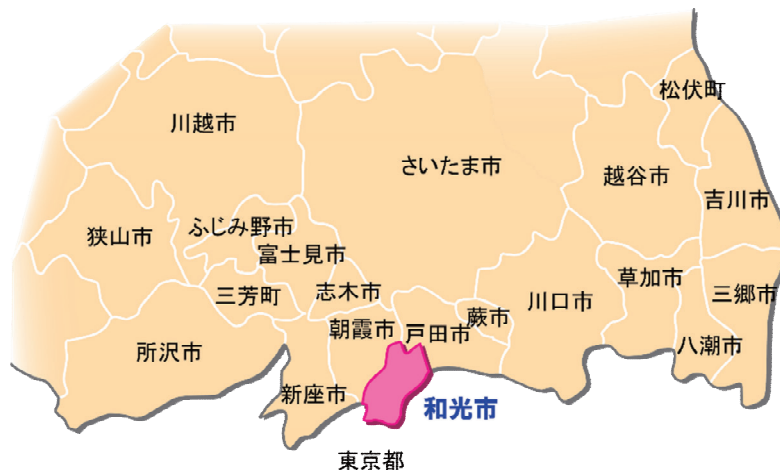 松伏町
川越市
さいたま市
越谷市
吉川市
ふじみ野市
狭山市
富士見市
三芳町
志木市
草加市
三郷市
川口市
蕨市
朝霞市
戸田市
所沢市
八潮市
新座市
和光市
東京都